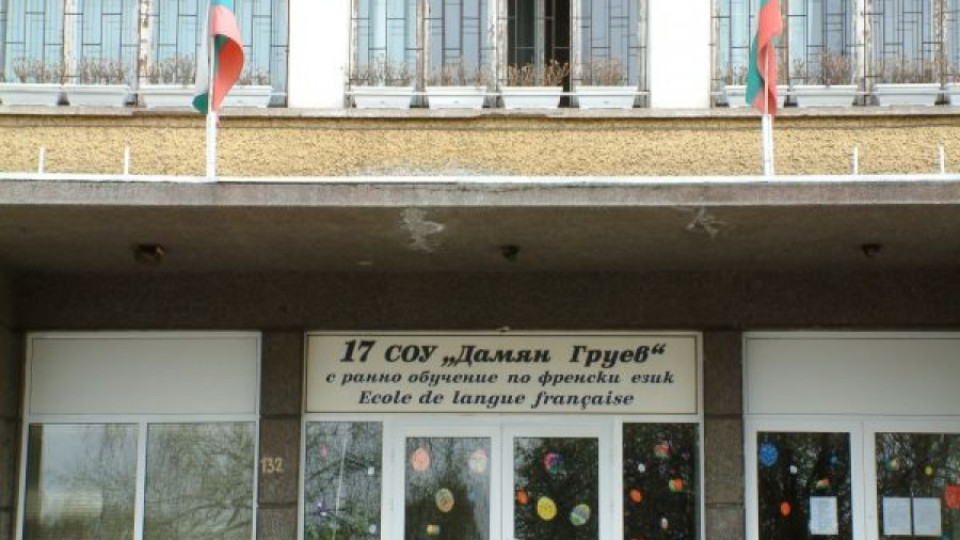 17 СОУ „Дамян Груев“
с ранно обучение по френски език
Ecole de langue française
132